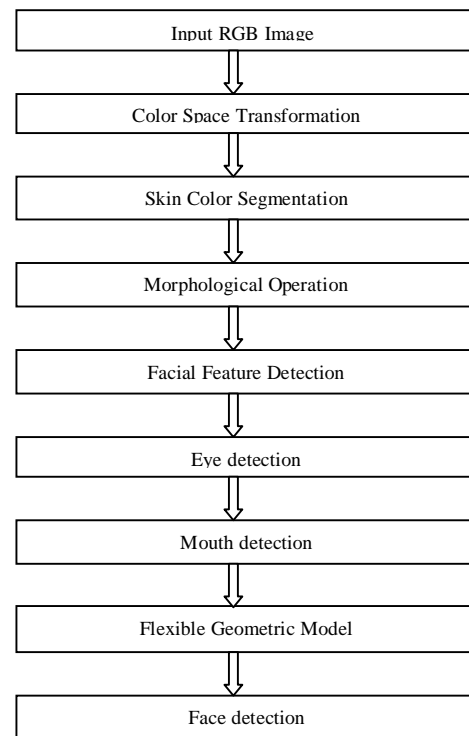 Input RGB Image
Color Space Transformation
Skin Color Segmentation
Morphological Operation
Facial Feature Detection
Eye detection
Mouth detection
Flexible Geometric Model
Face detection